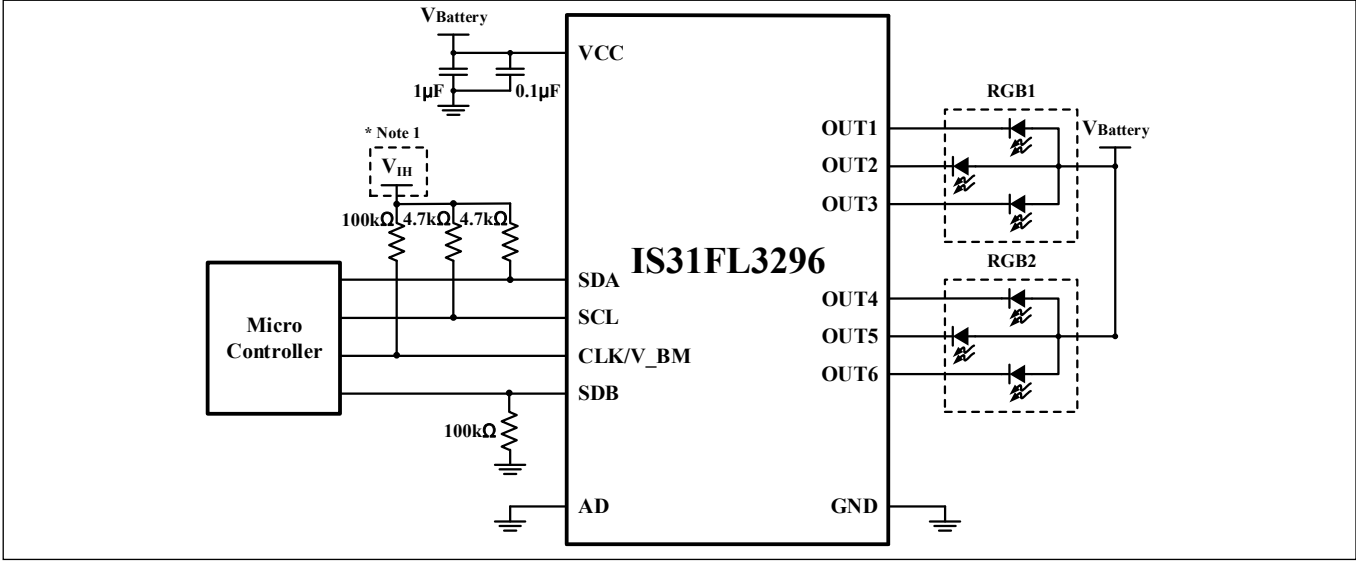 VBattery
VCC
1μF
0.1μF
* Note 1
VIH
100kΩ 4.7kΩ 4.7kΩ
Micro
Controller
SDA
SCL
CLK/V_BM
SDB
100kΩ
AD
IS31FL3296
OUT1
OUT2
OUT3
OUT4
OUT5
OUT6
GND
RGB1
VBattery
RGB2